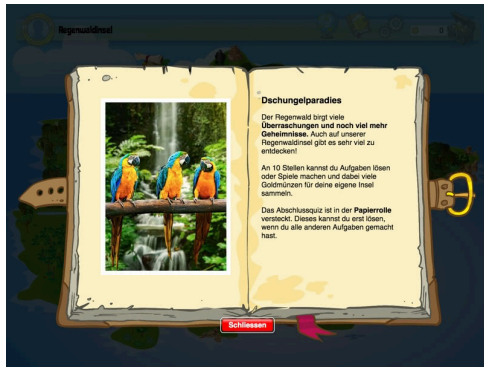 Regenwaldinsel
0
Dschungelparadies
Der Regenwald birgt viele
Überraschungen und noch viel mehr
Geheimnisse. Auch auf unserer
Regenwaldinsel gibt es sehr viel zu
entdecken!
An 10 Stellen kannst du Aufgaben lösen
oder Spiele machen und dabei viele
Goldmünzen für deine eigene Insel
sammeln.
Das Abschlussquiz ist in der Papierrolle
versteckt. Dieses kannst du erst lösen,
wenn du alle anderen Aufgaben gemacht
hast.
Schliessen